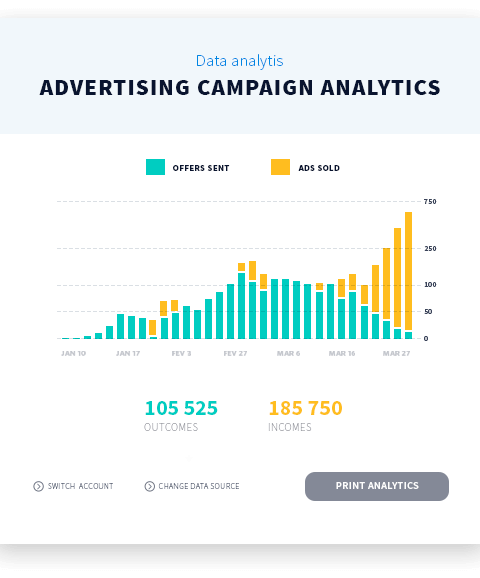 Data analytis
ADVERTISING CAMPAIGN ANALYTICS
OFFERS SENT ADS SOLD
750
250
100
50
0
JAN 10 JAN 17 FEV 3 FEV 27 MAR 6 MAR 16 MAR 27
105 525 185 750
OUTCOMES INCOMES
SWITCH ACCOUNT CHANGE DATA SOURCE PRINT ANALYTICS